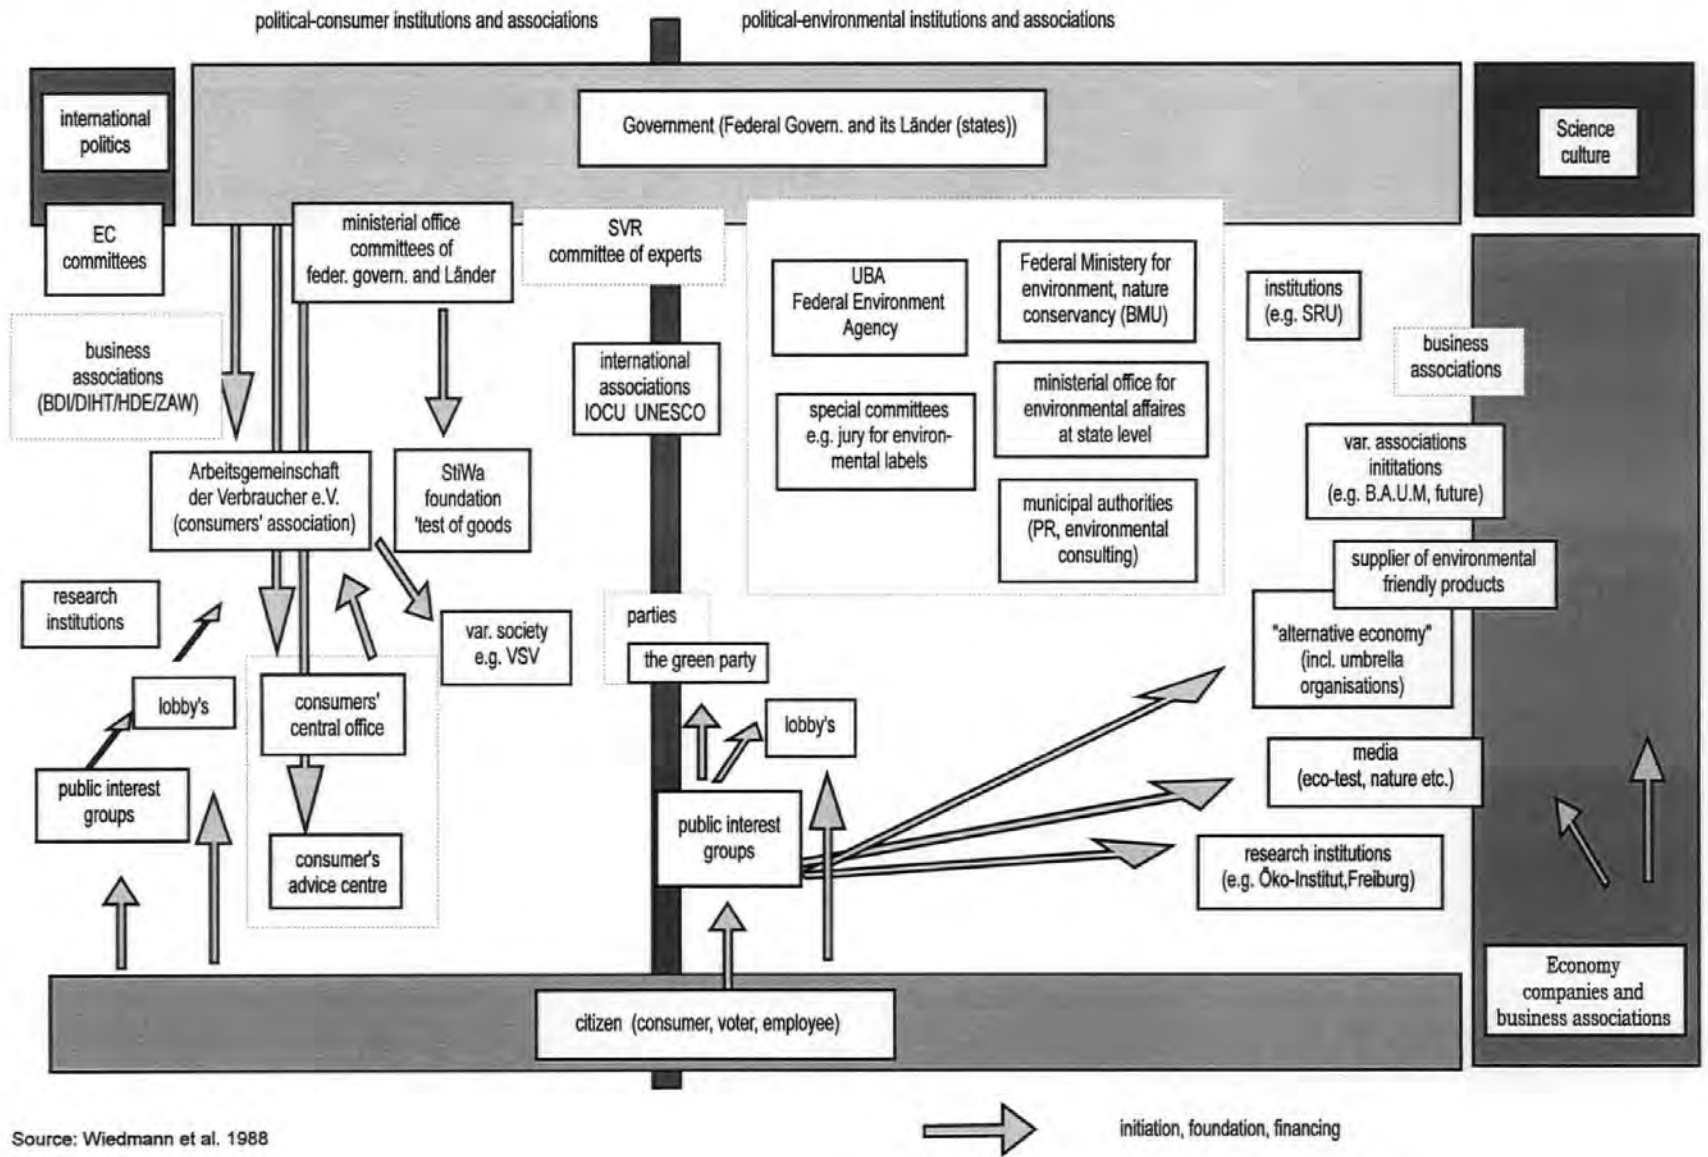 political-consumer institutions and associations
political-environmental institutions and associations
international
politics
Government (Federal Govern. and its Länder (states))
Science
culture
EC
committees
ministerial office
committees of
feder. govern. and Länder
SVR
committee of experts
UBA
Federal Environment
Agency
Federal Ministery for
environment, nature
conservancy (BMU)
institutions
(e.g. SRU)
business
associations
(BDI/DIHT/HDE/ZAW)
international
associations
IOCU UNESCO
business
associations
special committees
e.g. jury for environ-
mental labels
ministerial office for
environmental affaires
at state level
var. associations
inititations
(e.g. B.A.U.M, future)
Arbeitsgemeinschaft
der Verbraucher e.V.
(consumers' association)
StiWa
foundation
'test of goods
municipal authorities
(PR, environmental
consulting)
supplier of environmental
friendly products
research
institutions
var. society
e.g. VSV
parties
the green party
"alternative economy"
(incl. umbrella
organisations)
lobby's
consumers'
central office
lobby's
media
(eco-test, nature etc.)
public interest
groups
consumer's
advice centre
public interest
groups
research institutions
(e.g. Öko-Institut,Freiburg)
citizen (consumer, voter, employee)
Economy
companies and
business associations
Source: Wiedmann et al. 1988
initiation, foundation, financing